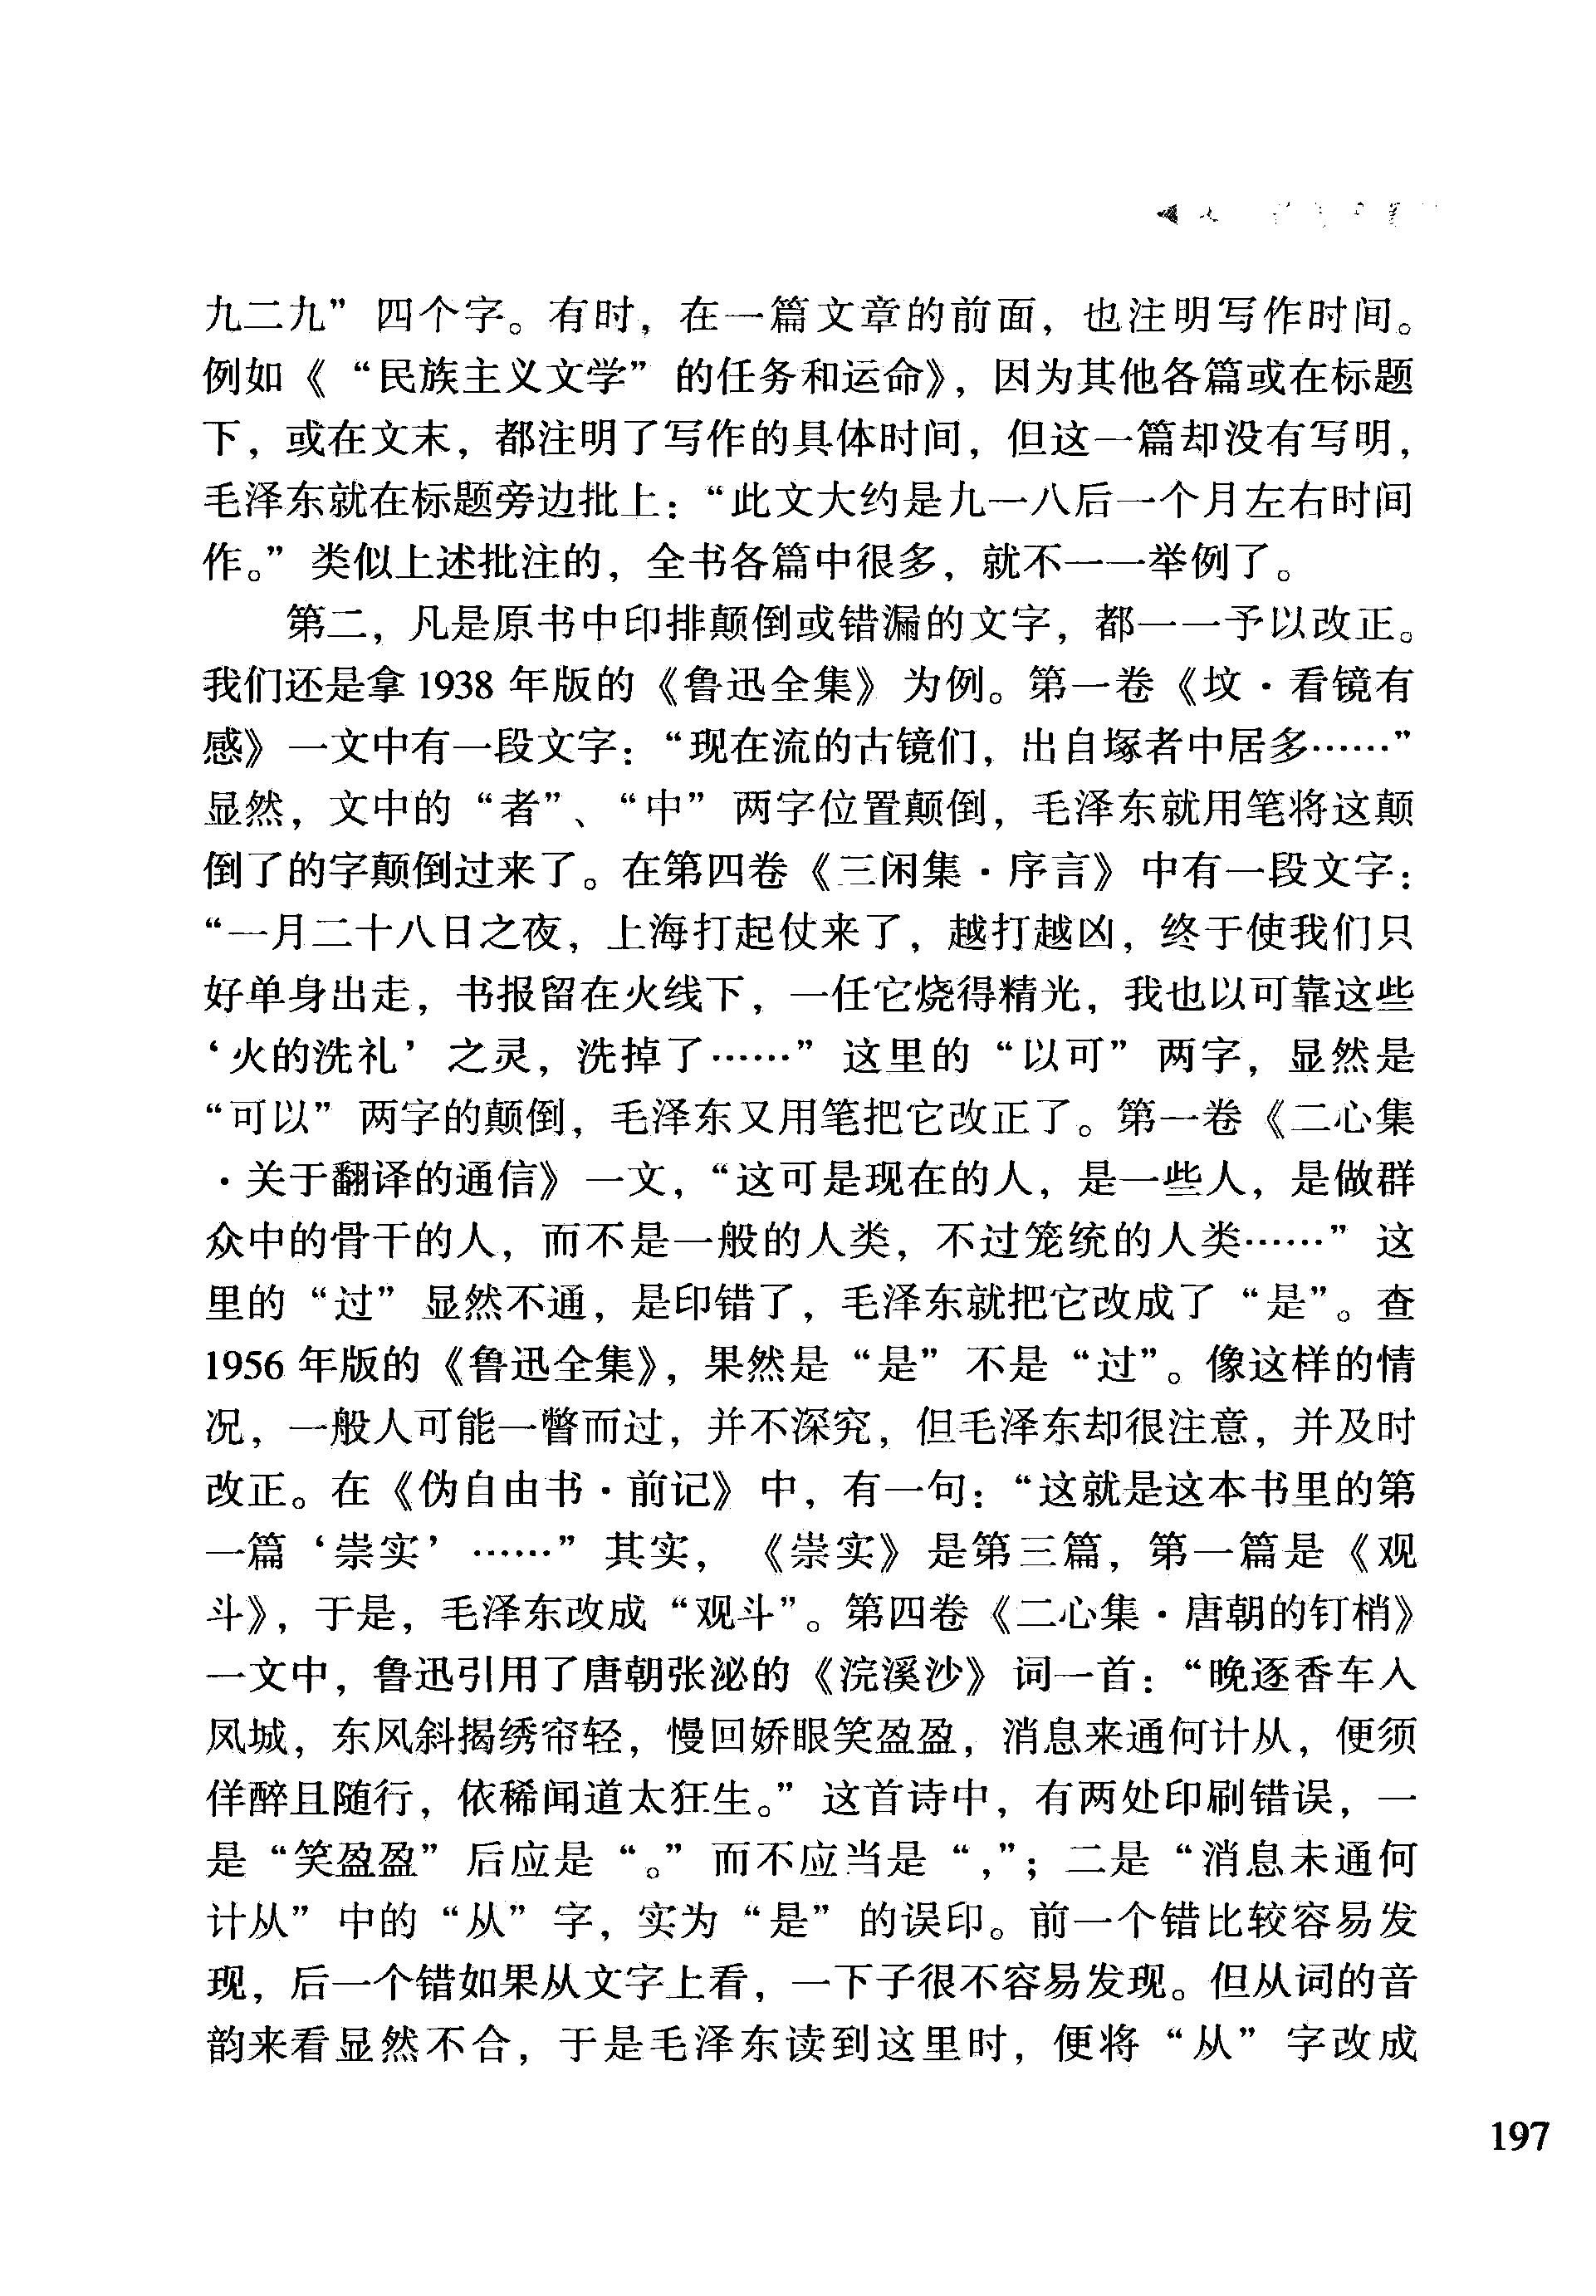 九二九”四个字。有时，在一篇文章的前面，也注明写作时间。
例如《“民族主义文学”的任务和运命》，因为其他各篇或在标题
下，或在文末，都注明了写作的具体时间，但这一篇却没有写明，
毛泽东就在标题旁边批上：“此文大约是九一八后一个月左右时间
作。”类似上述批注的，全书各篇中很多，就不一一举例了。
第二，凡是原书中印排颠倒或错漏的文字，都一一予以改正。
我们还是拿1938年版的《鲁迅全集》为例。第一卷《坟·看镜有
感》一文中有一段文字：“现在流的古镜们，出自塚者中居多……”
显然，文中的“者”、“中”两字位置颠倒，毛泽东就用笔将这颠
倒了的字颠倒过来了。在第四卷《三闲集·序言》中有一段文字：
“一月二十八日之夜，上海打起仗来了，越打越凶，终于使我们只
好单身出走，书报留在火线下，一任它烧得精光，我也以可靠这些
‘火的洗礼’之灵，洗掉了……”这里的“以可”两字，显然是
“可以”两字的颠倒，毛泽东又用笔把它改正了。第一卷《二心集
·关于翻译的通信》一文，“这可是现在的人，是一些人，是做群
众中的骨干的人，而不是一般的人类，不过笼统的人类……”这
里的“过”显然不通，是印错了，毛泽东就把它改成了“是”。查
1956年版的《鲁迅全集》，果然是“是”不是“过”。像这样的情
况，一般人可能一瞥而过，并不深究，但毛泽东却很注意，并及时
改正。在《伪自由书·前记》中，有一句：“这就是这本书里的第
一篇‘崇实’……”其实，《崇实》是第三篇，第一篇是《观
斗》，于是，毛泽东改成“观斗”。第四卷《二心集·唐朝的钉梢》
一文中，鲁迅引用了唐朝张泌的《浣溪沙》词一首：“晚逐香车入
凤城，东风斜揭绣帘轻，慢回娇眼笑盈盈，消息来通何计从，便须
佯醉且随行，依稀闻道太狂生。”这首诗中，有两处印刷错误，一
是“笑盈盈”后应是“。”而不应当是“，”；二是“消息未通何
计从”中的“从”字，实为“是”的误印。前一个错比较容易发
现，后一个错如果从文字上看，一下子很不容易发现。但从词的音
韵来看显然不合，于是毛泽东读到这里时，便将“从”字改成
197